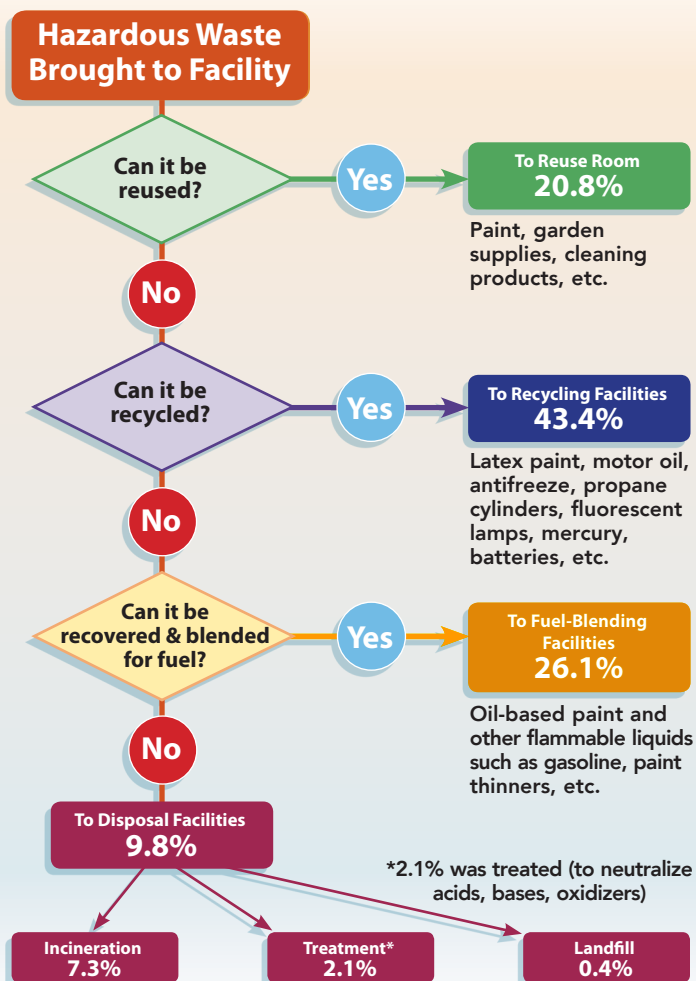 Hazardous Waste
Brought to Facility
Can it be
reused?
Yes
To Reuse Room
20.8%
Paint, garden
supplies, cleaning
products, etc.
No
Can it be
recycled?
Yes
To Recycling Facilities
43.4%
Latex paint, motor oil,
antifreeze, propane
cylinders, fluorescent
lamps, mercury,
batteries, etc.
No
Can it be
recovered & blended
for fuel?
Yes
To Fuel-Blending
Facilities
26.1%
Oil-based paint and
other flammable liquids
such as gasoline, paint
thinners, etc.
No
To Disposal Facilities
9.8%
*2.1% was treated (to neutralize
acids, bases, oxidizers)
Incineration
7.3%
Treatment*
2.1%
Landfill
0.4%